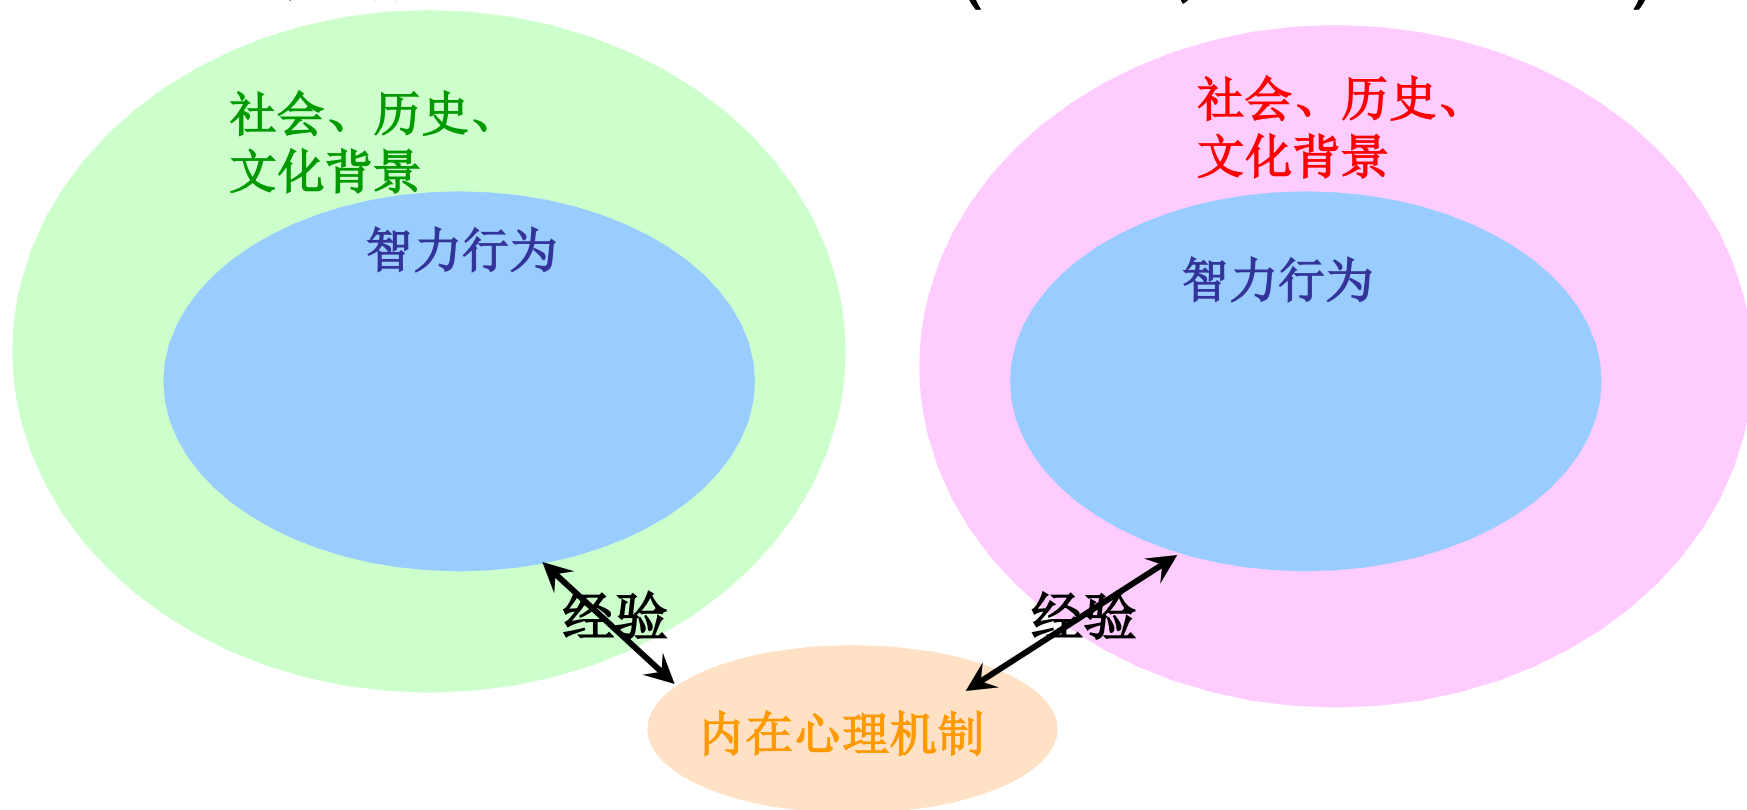 社会、历史、
文化背景
智力行为
社会、历史、
文化背景
智力行为
经验
经验
内在心理机制